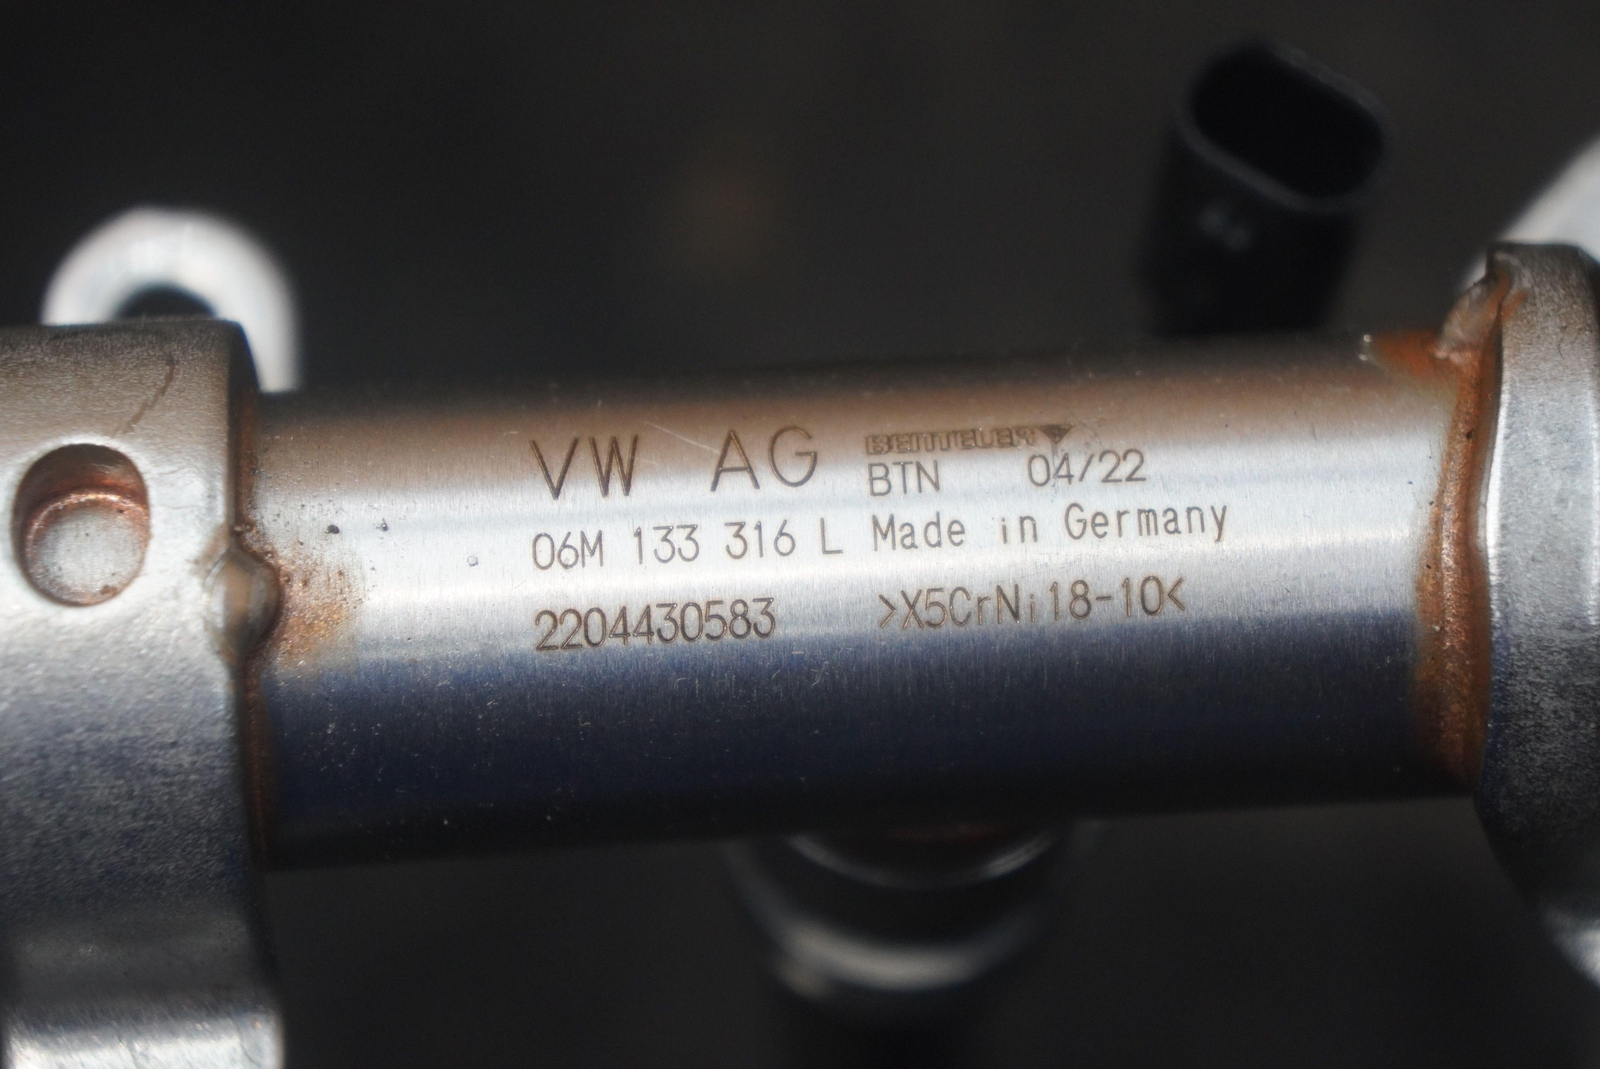 VW AG BENTELER
BTN 04/22
06M 133 316 L Made in Germany
2204430583 >X5CrNi18-10<